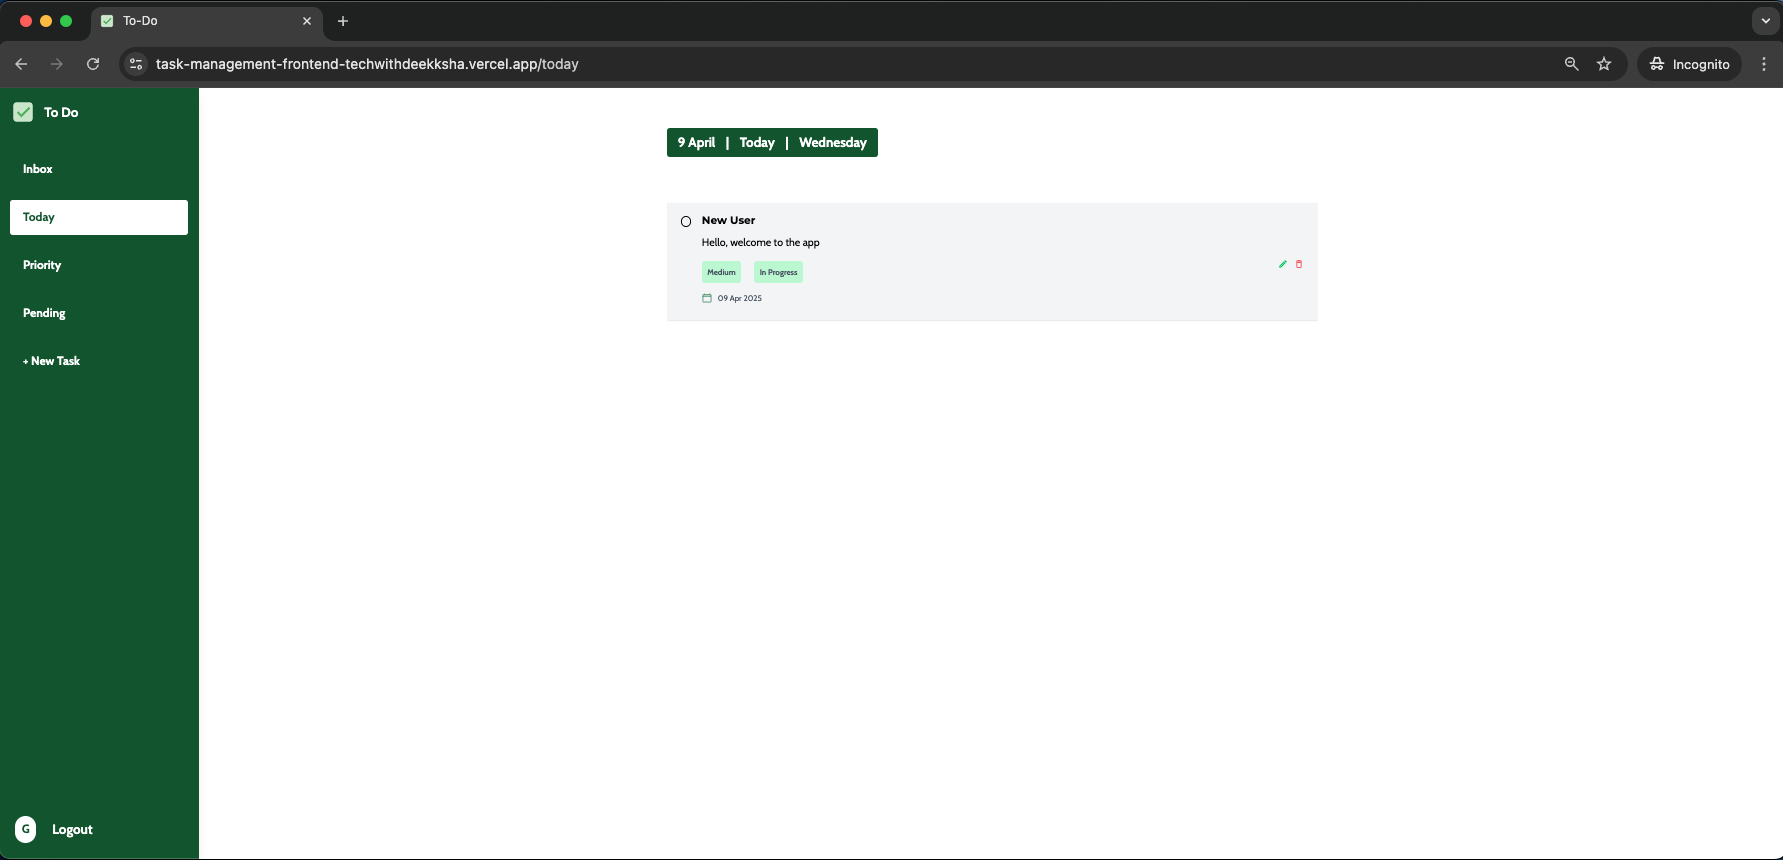 To-Do
task-management-frontend-techwithdeekksha.vercel.app/today
Incognito
To Do
Inbox
Today
Priority
Pending
+ New Task
G
Logout
9 April | Today | Wednesday
New User
Hello, welcome to the app
Medium
In Progress
09 Apr 2025